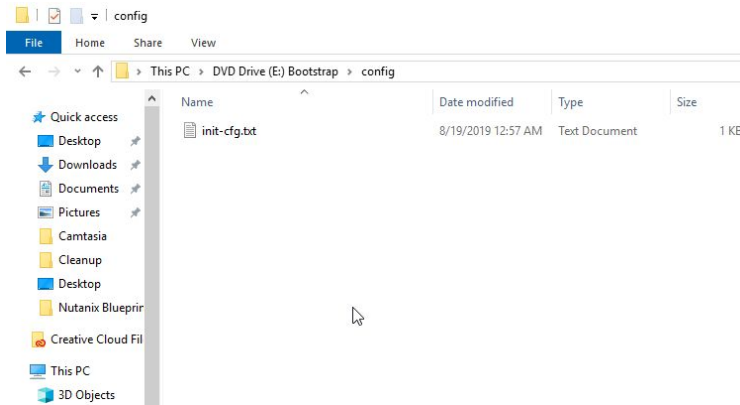 config
File Home Share View
This PC > DVD Drive (E:) Bootstrap > config
Name Date modified Type Size
Quick access
init-cfg.txt 8/19/2019 12:57 AM Text Document 1 KB
Desktop
Downloads
Documents
Pictures
Camtasia
Cleanup
Desktop
Nutanix Blueprin
Creative Cloud Fil
This PC
3D Objects